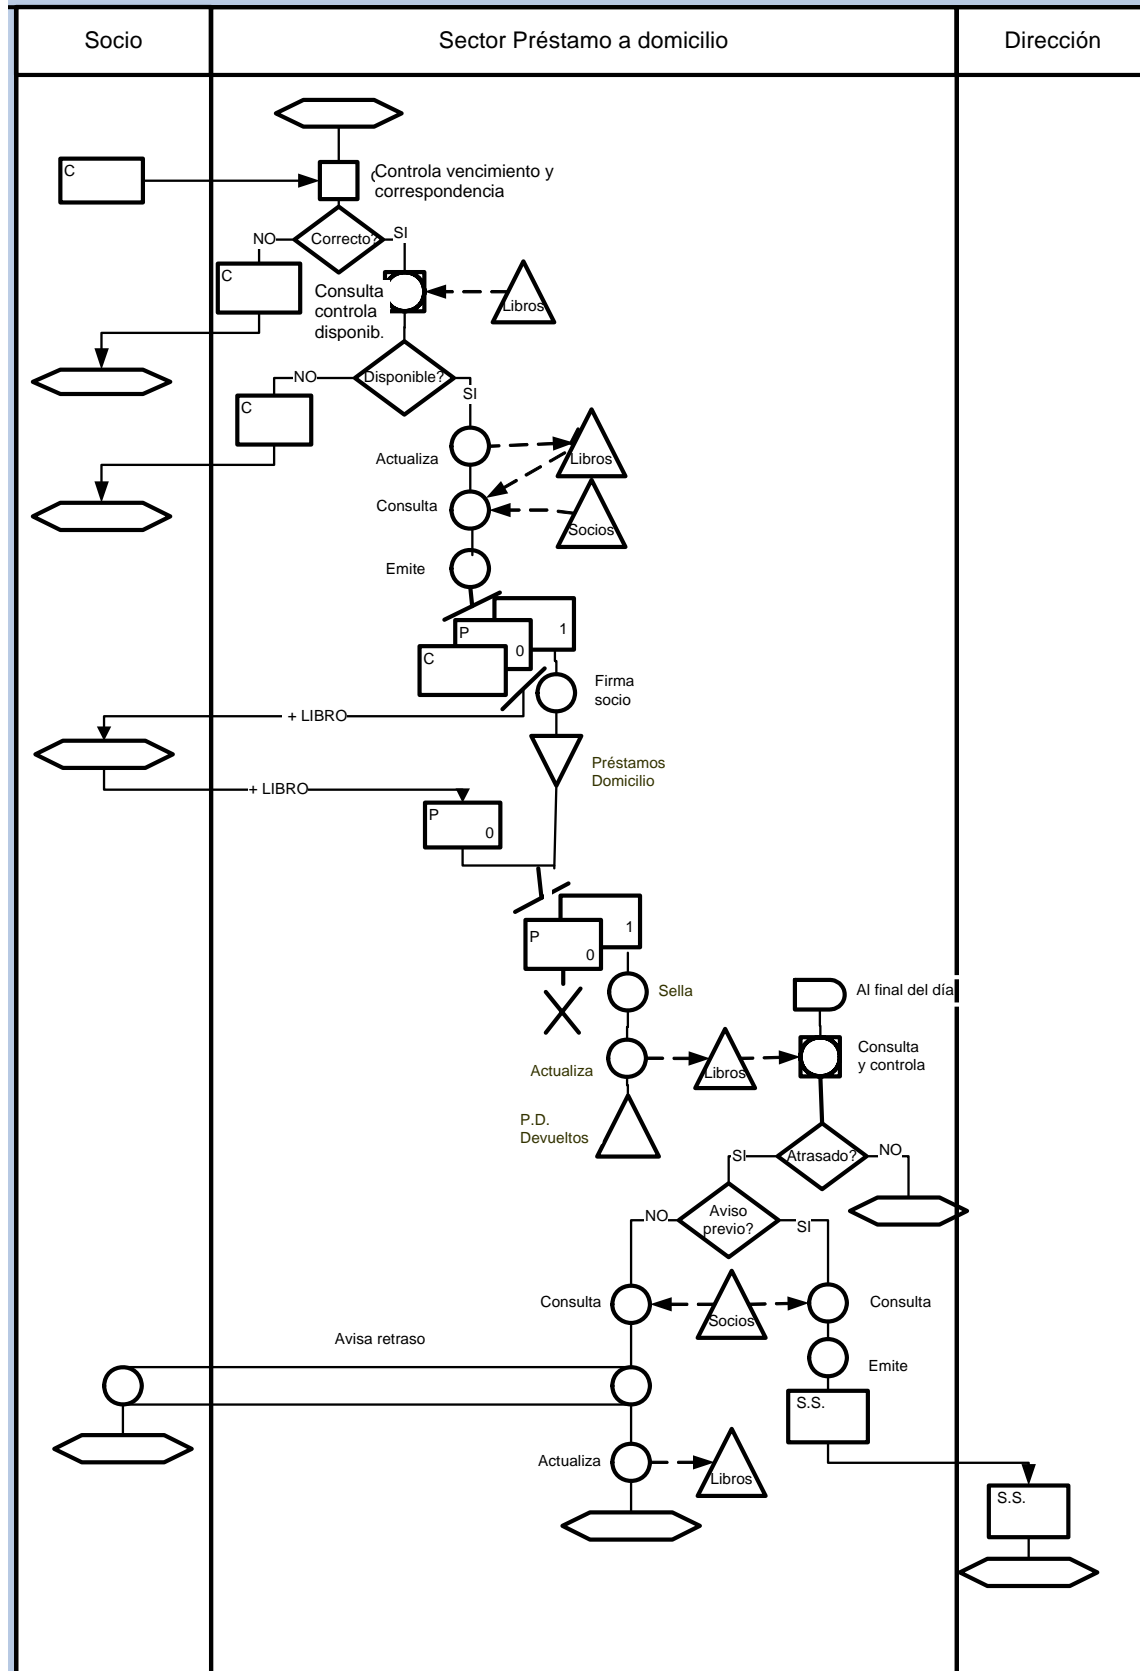 Socio
Sector Préstamo a domicilio
Dirección
C
Controla vencimiento y
correspondencia
Correcto?
NO
SI
C
Consulta
controla
disponib.
Libros
Disponible?
NO
SI
C
Actualiza
Libros
Consulta
Socios
Emite
1
P
0
C
Firma
socio
+ LIBRO
Préstamos
Domicilio
+ LIBRO
P
0
1
P
0
Sella
Al final del día
Actualiza
Libros
Consulta
y controla
P.D.
Devueltos
Atrasado?
SI
NO
Aviso
previo?
NO
SI
Consulta
Socios
Consulta
Avisa retraso
Emite
S.S.
Actualiza
Libros
S.S.